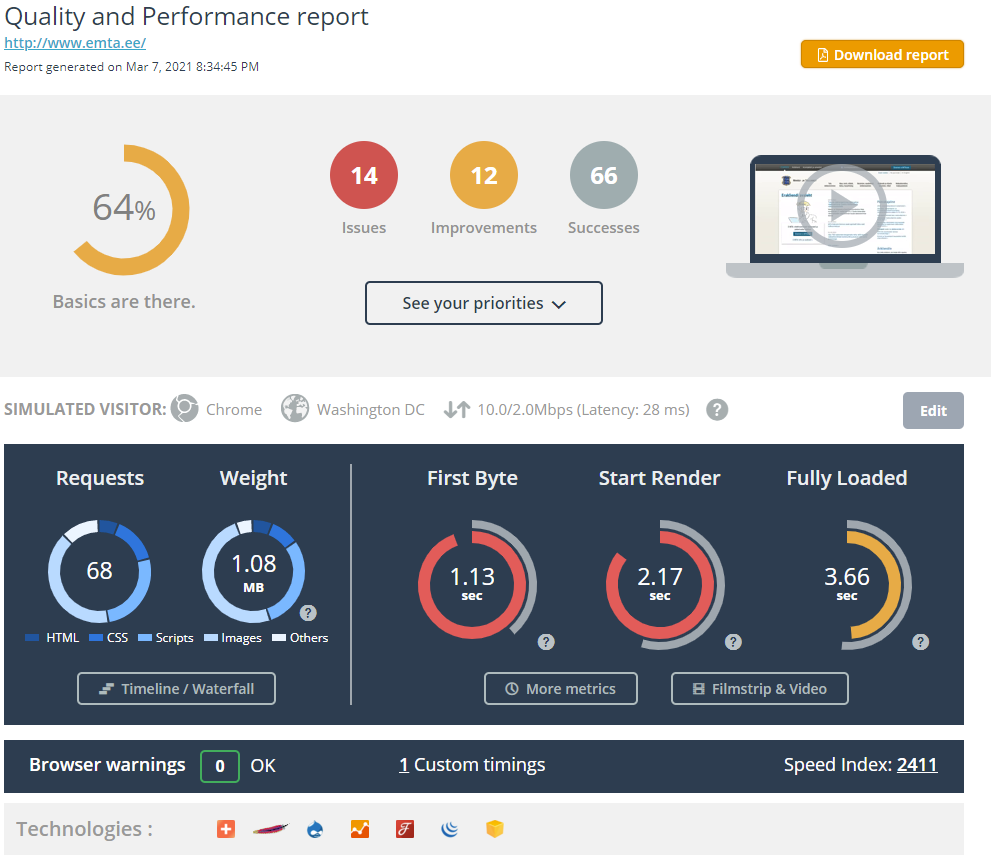 Quality and Performance report
http://www.emta.ee/
Report generated on Mar 7, 2021 8:34:45 PM
Download report
64%
Basics are there.
14
Issues
12
Improvements
66
Successes
See your priorities
SIMULATED VISITOR: Chrome Washington DC 10.0/2.0Mbps (Latency: 28 ms) ?
Edit
Requests Weight First Byte Start Render Fully Loaded
68
1.08
MB
?
1.13
sec
?
2.17
sec
?
3.66
sec
?
HTML CSS Scripts Images Others
Timeline / Waterfall
More metrics
Filmstrip & Video
Browser warnings 0 OK
1 Custom timings
Speed Index: 2411
Technologies :